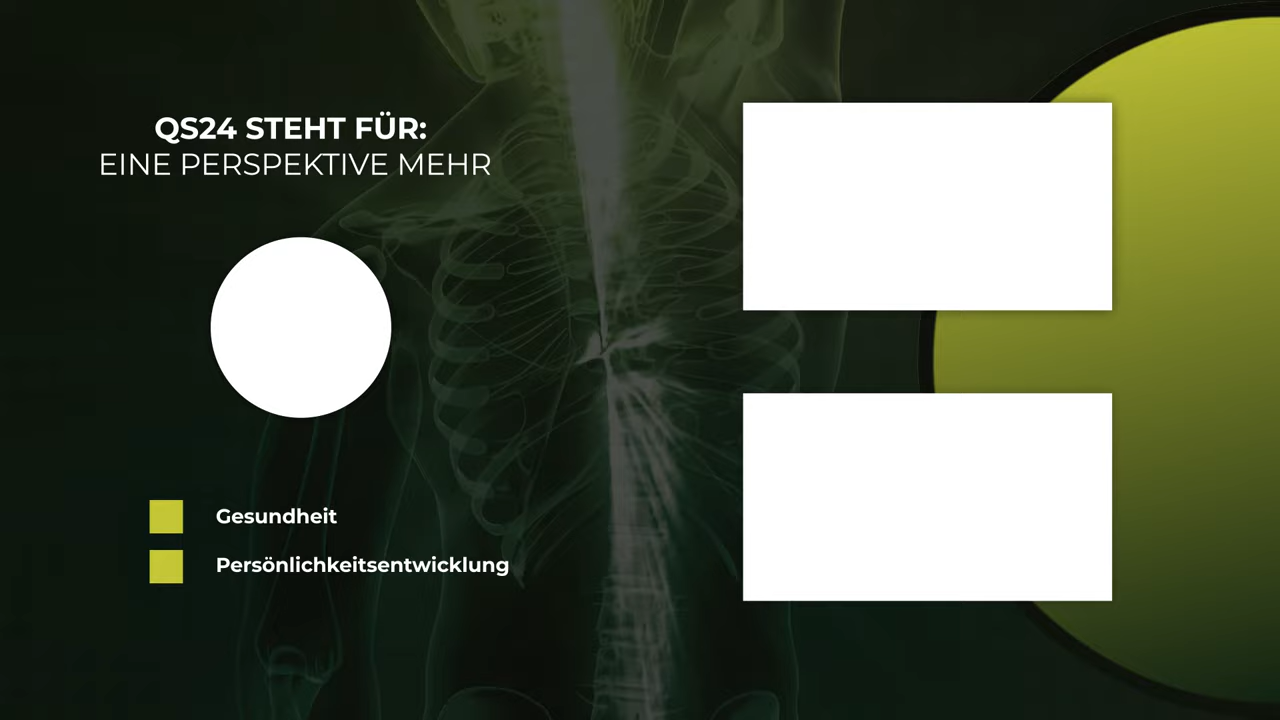 QS24 STEHT FÜR:
EINE PERSPEKTIVE MEHR
Gesundheit
Persönlichkeitsentwicklung